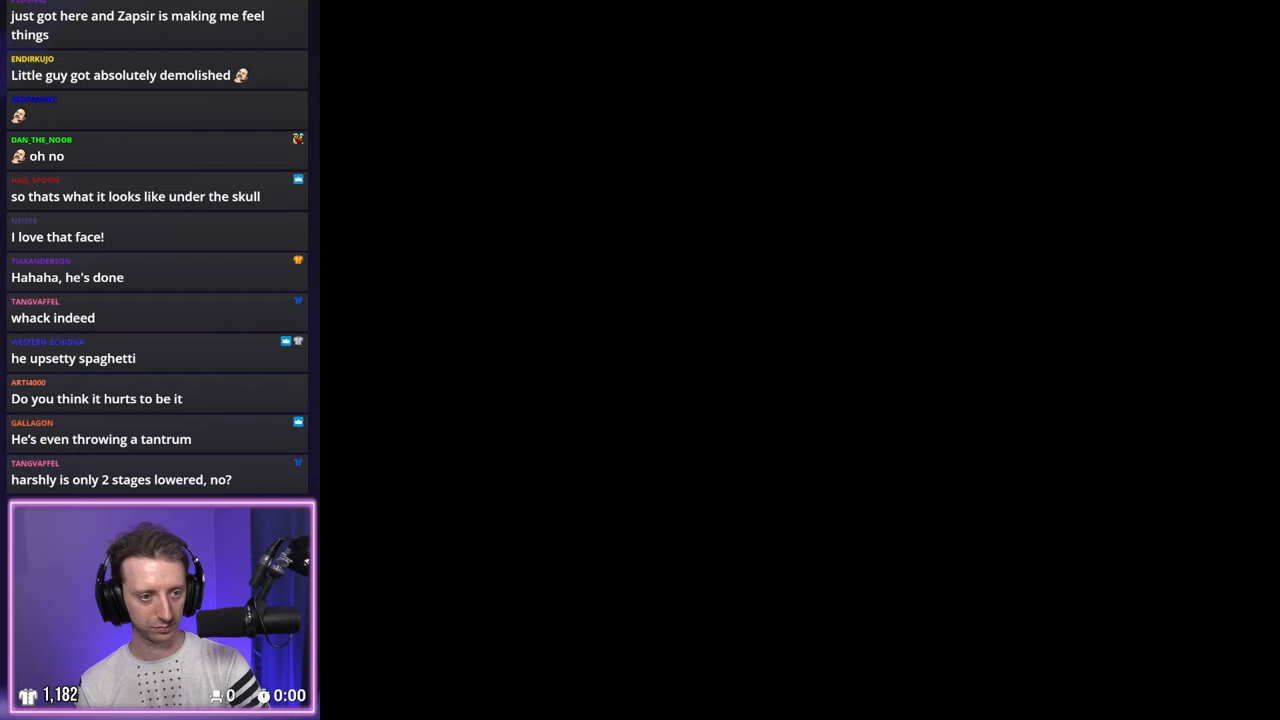 just got here and Zapsir is making me feel
things
ENDIRKUJO
Little guy got absolutely demolished
DAN_THE_NOOB
oh no
HAIL_SPOON
so thats what it looks like under the skull
I love that face!
TIAXANDERSON
Hahaha, he's done
TANGVAFFEL
whack indeed
WESTERN_ECHIDNA
he upsetty spaghetti
ARTI4000
Do you think it hurts to be it
GALLAGON
He's even throwing a tantrum
TANGVAFFEL
harshly is only 2 stages lowered, no?
1,182
0
0:00